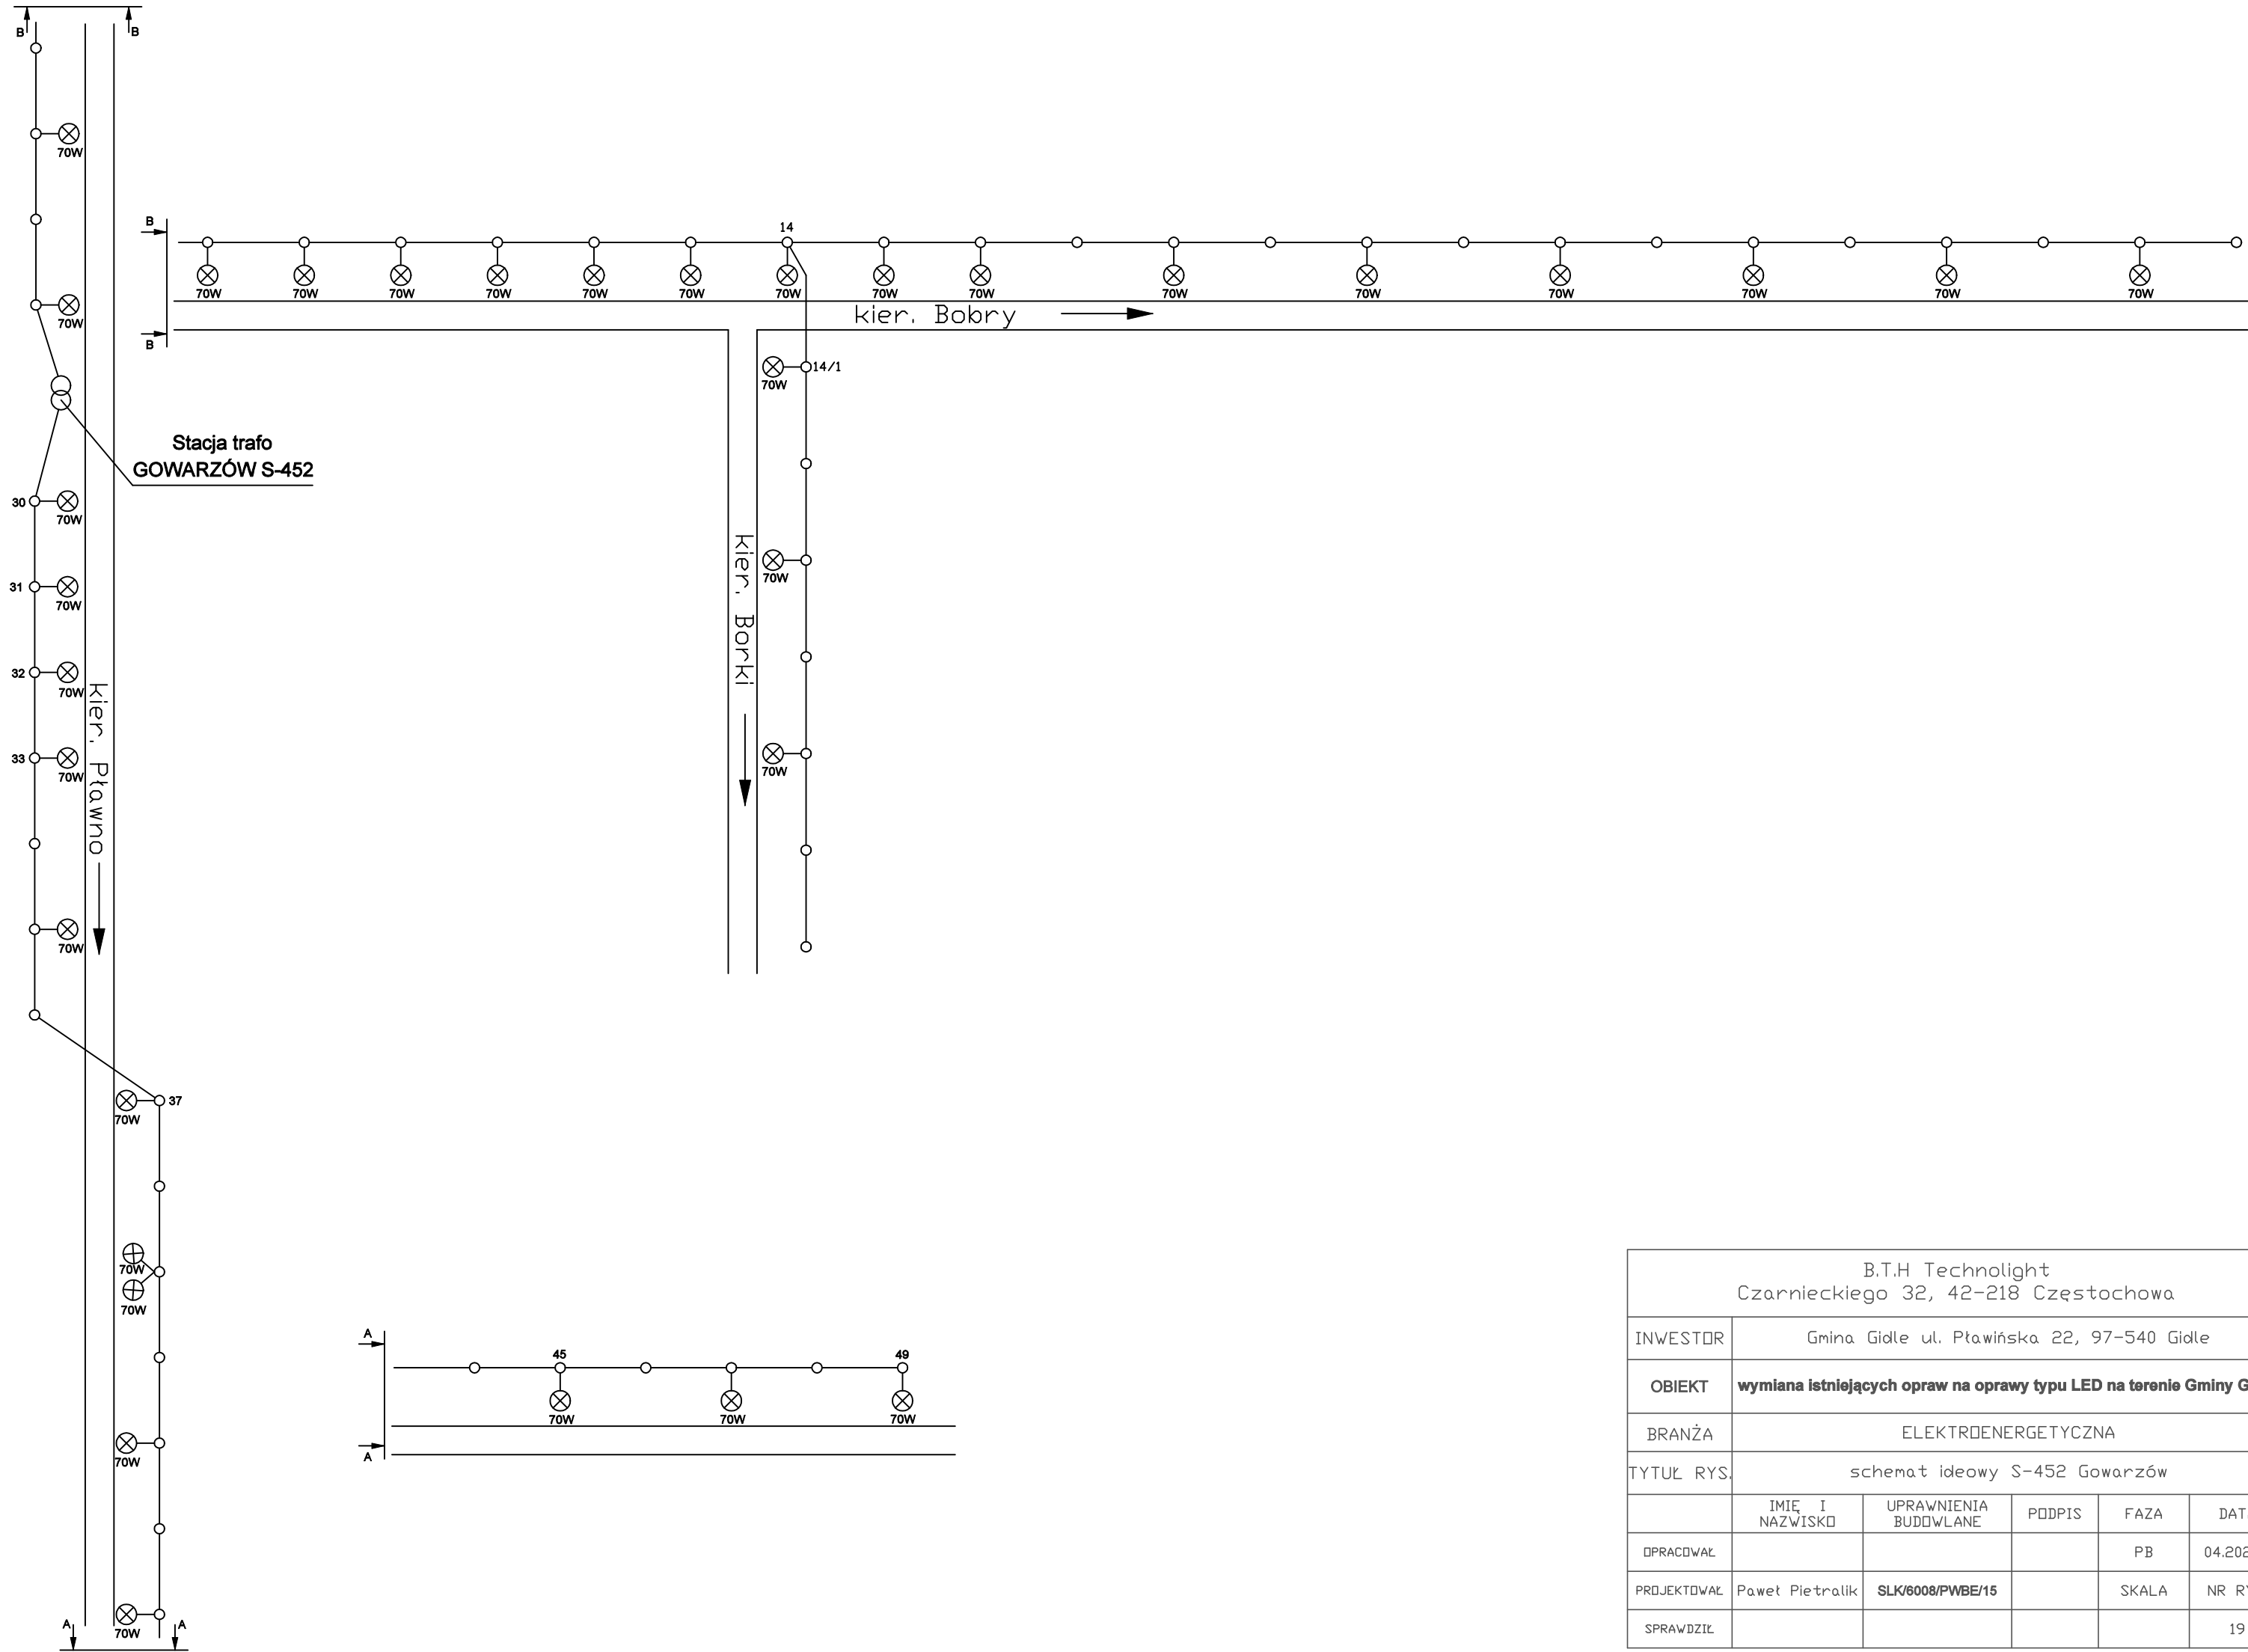 B B
70W
70W
Stacja trafo
GOWARZÓW S-452
30
70W
31
70W
32
70W
33
70W
kier. Pławno
70W
37
70W
70W
70W
70W
70W
A A
B
14
70W 70W 70W 70W 70W 70W 70W 70W 70W 70W 70W 70W 70W 70W 70W
kier. Bobry
B
14/1
70W
kier. Borki
70W
70W
A
45 49
70W 70W 70W
A
B.T.H Technolight
Czarnieckiego 32, 42-218 Częstochowa
INWESTOR Gmina Gidle ul. Pławińska 22, 97-540 Gidle
OBIEKT wymiana istniejących opraw na oprawy typu LED na terenie Gminy
BRANŻA ELEKTROENERGETYCZNA
TYTUŁ RYS. schemat ideowy S-452 Gowarzów
IMIĘ I NAZWISKO UPRAWNIENIA BUDOWLANE PODPIS FAZA
OPRACOWAŁ PB
PROJEKTOWAŁ Paweł Pietralik SLK/6008/PWBE/15 SKALA NR
SPRAWDZIŁ 19